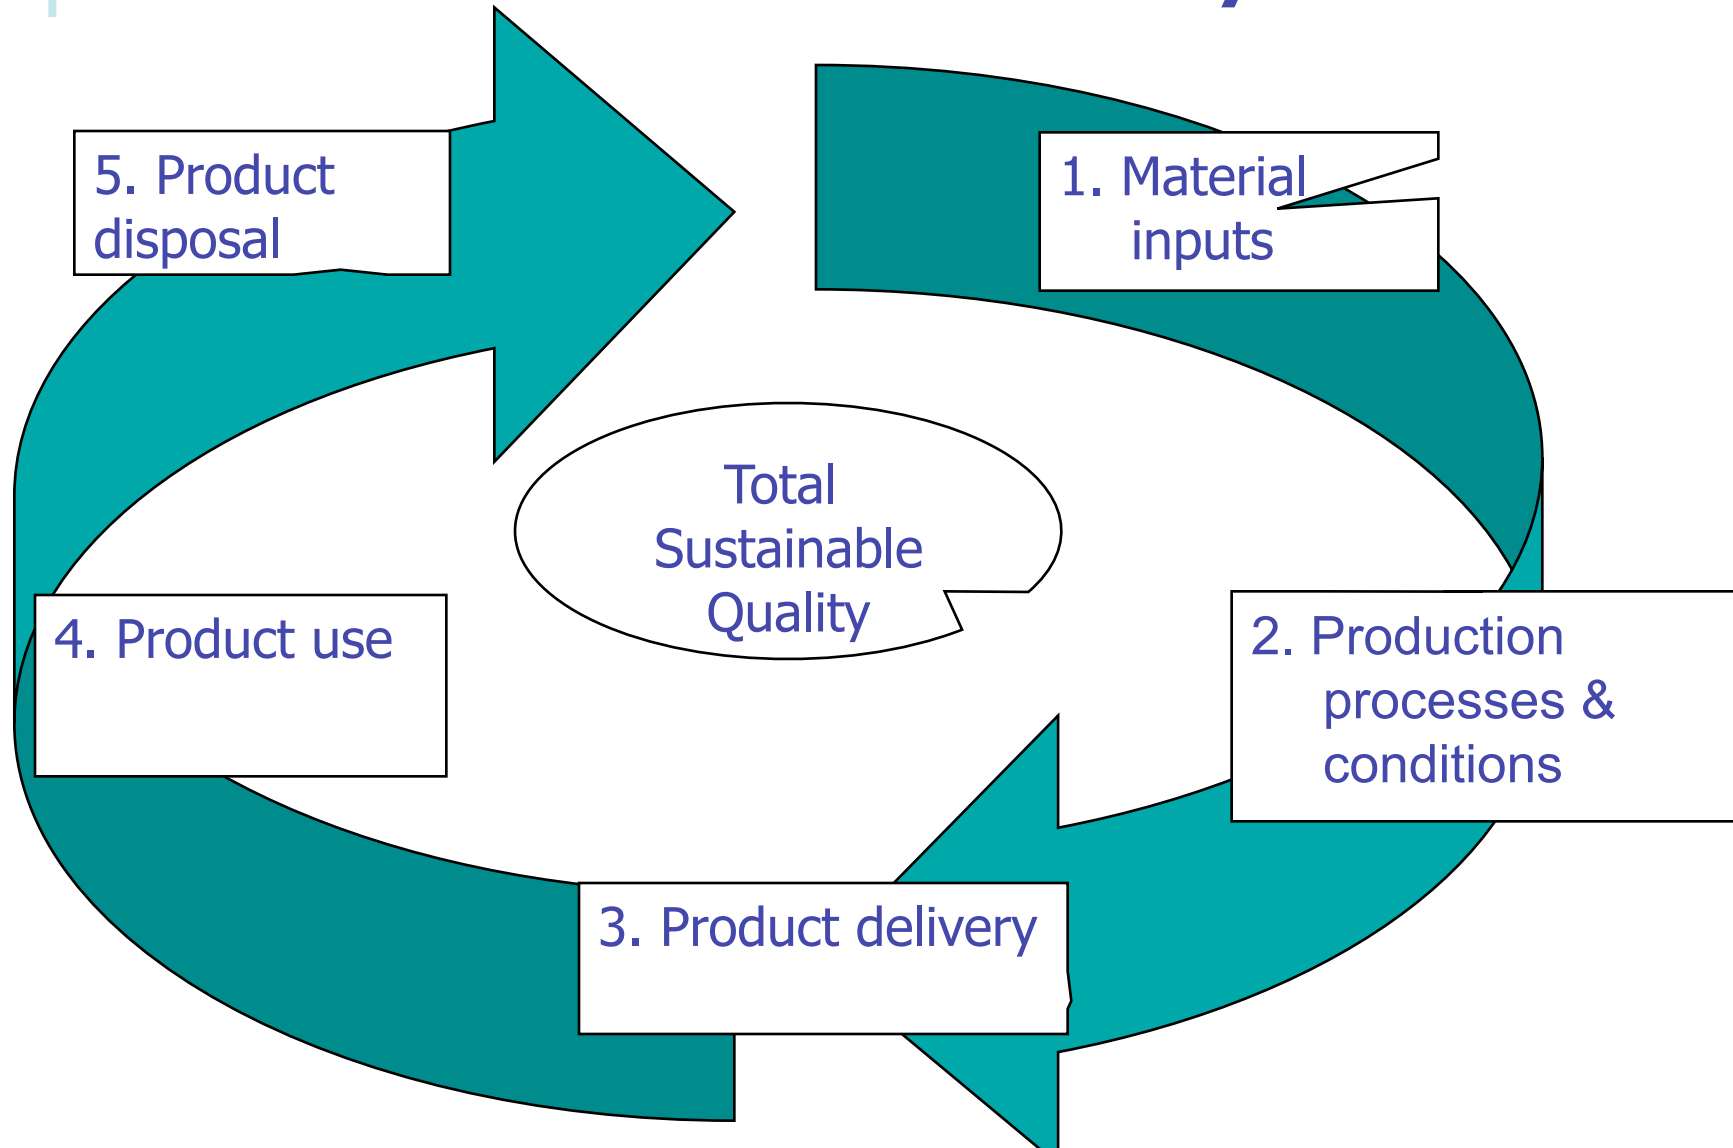 5. Product
disposal
1. Material
inputs
Total
Sustainable
Quality
4. Product use
2. Production
processes &
conditions
3. Product delivery